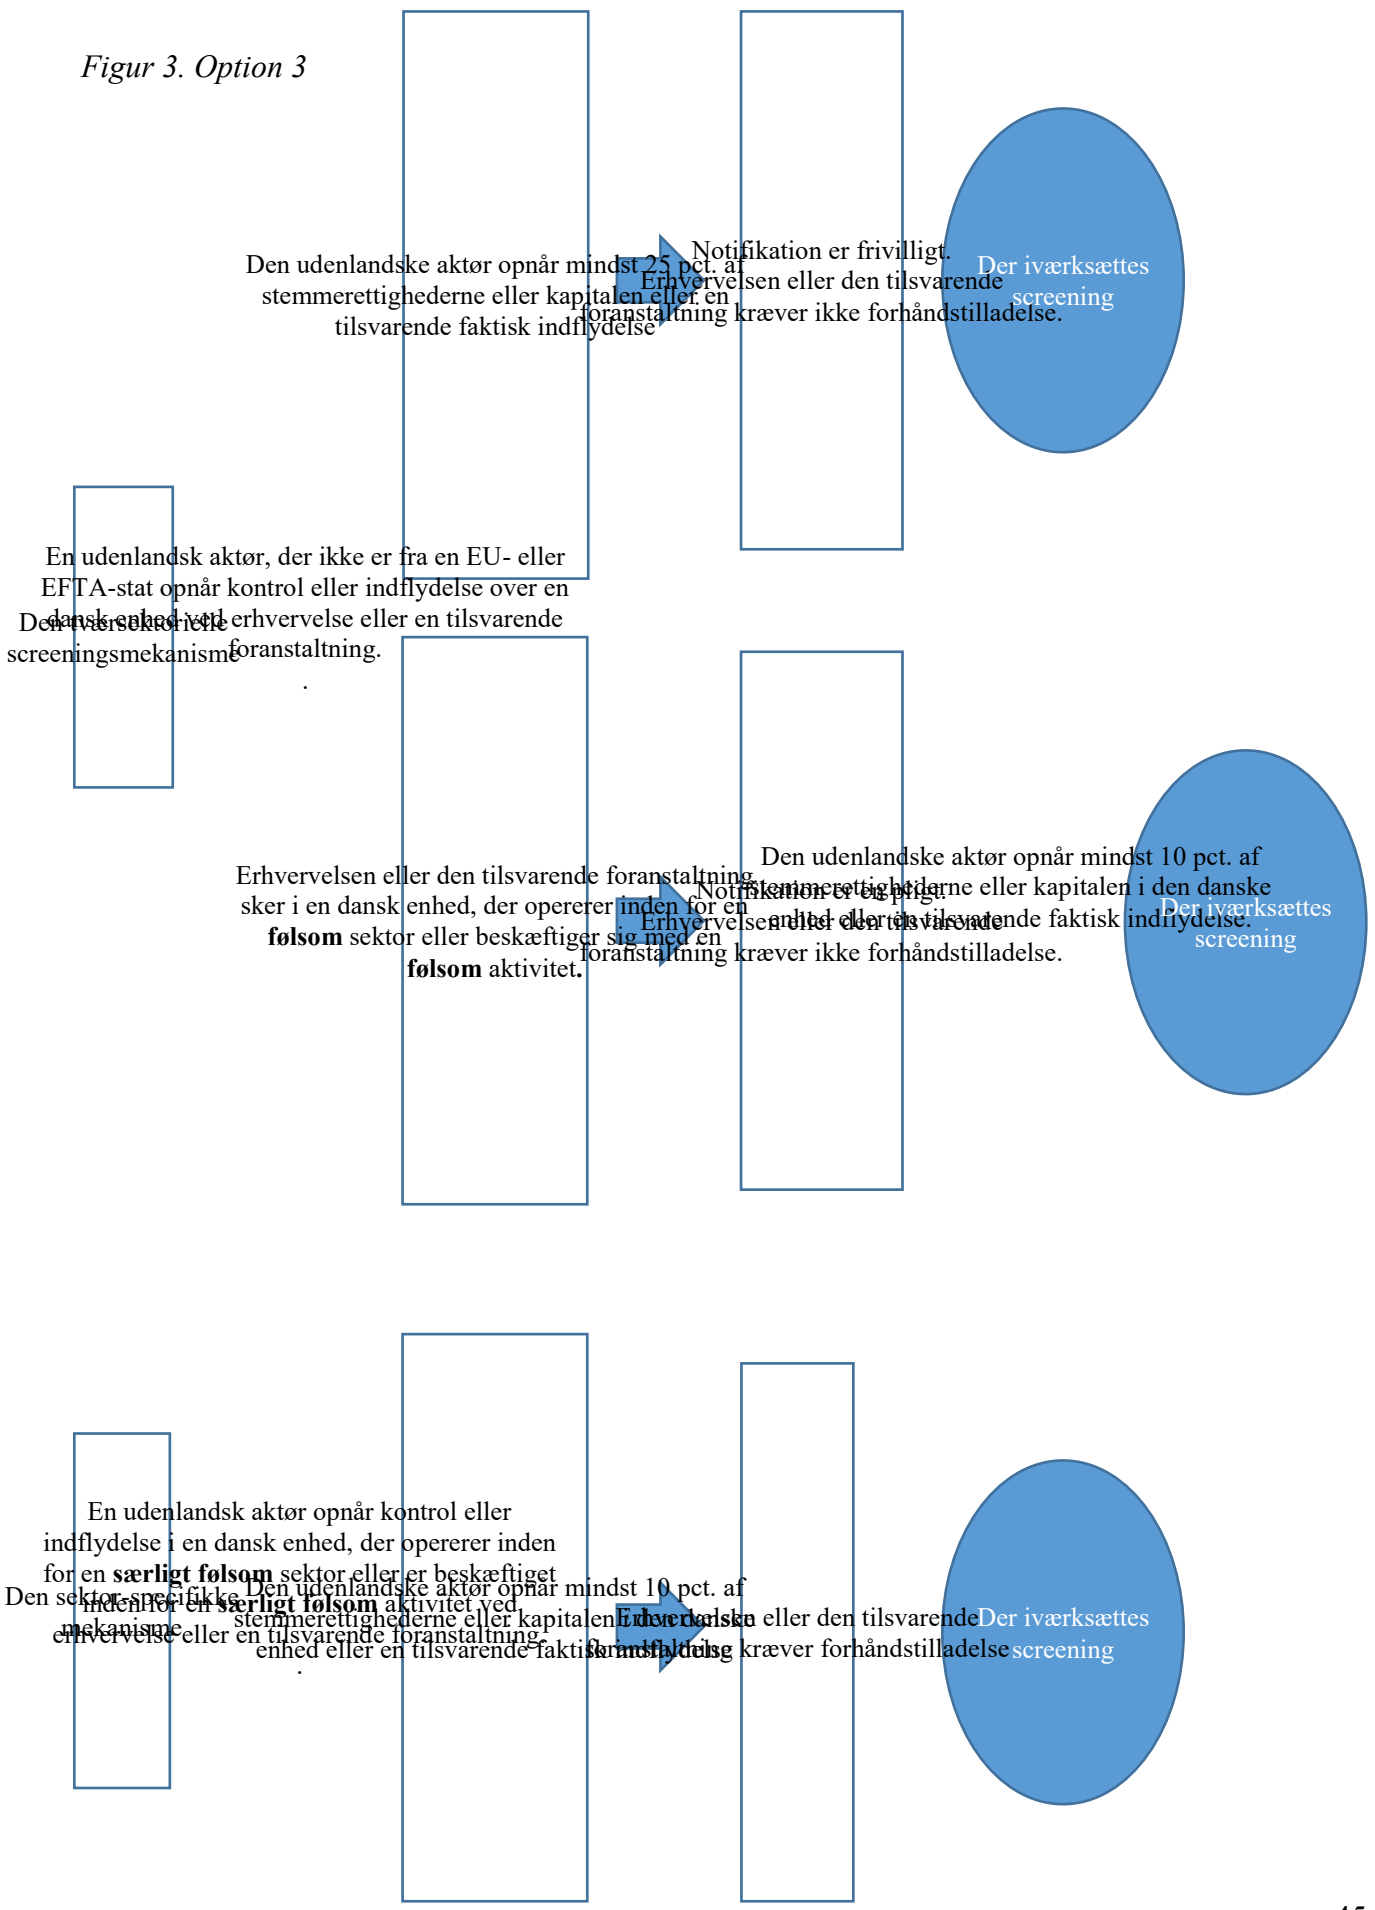 Figur 3. Option 3
Den udenlandske aktør opnår mindst 25 pct. af
stemmerettighederne eller kapitalen eller en
tilsvarende faktisk indflydelse
Notifikation er frivilligt.
Erhvervelsen eller den tilsvarende
foranstaltning kræver ikke forhåndstilladelse.
Der iværksættes
screening
Den tværsektorielle
screeningsmekanisme
En udenlandsk aktør, der ikke er fra en EU- eller
EFTA-stat opnår kontrol eller indflydelse over en
dansk enhed ved erhvervelse eller en tilsvarende
foranstaltning.
.
Erhvervelsen eller den tilsvarende foranstaltning
sker i en dansk enhed, der opererer inden for en
følsom sektor eller beskæftiger sig med en
følsom aktivitet.
Notifikation er en pligt.
Erhvervelsen eller den tilsvarende
foranstaltning kræver ikke forhåndstilladelse.
Den udenlandske aktør opnår mindst 10 pct. af
stemmerettighederne eller kapitalen i den danske
enhed eller en tilsvarende faktisk indflydelse.
Der iværksættes
screening
Den sektor-specifikke
mekanisme
En udenlandsk aktør opnår kontrol eller
indflydelse i en dansk enhed, der opererer inden
for en særligt følsom sektor eller er beskæftiget
inden for en særligt følsom aktivitet ved
erhvervelse eller en tilsvarende foranstaltning.
.
Den udenlandske aktør opnår mindst 10 pct. af
stemmerettighederne eller kapitalen i den danske
enhed eller en tilsvarende faktisk indflydelse
Erhvervelsen eller den tilsvarende
foranstaltning kræver forhåndstilladelse
Der iværksættes
screening